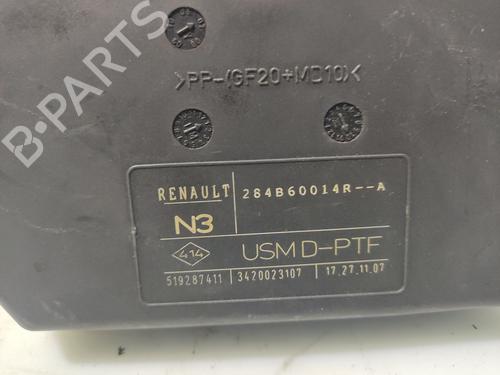 B-PARTS
>PP-(GF20+MD10)<
RENAULT 284B60014R--A
N3
414 USM D-PTF
519287411 3420023107 17.27.11.07